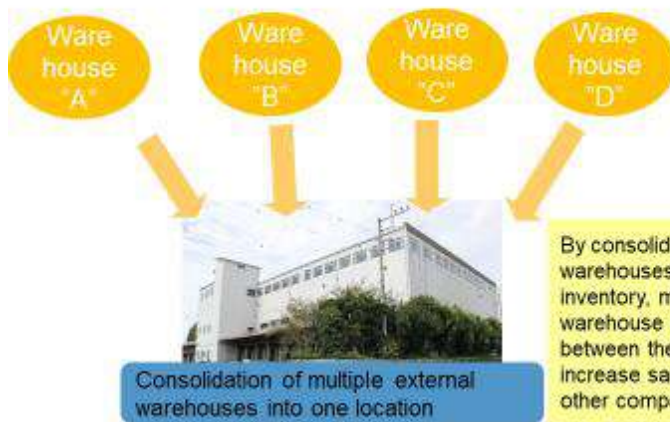 Ware
house
"A"
Ware
house
"B"
Ware
house
"C"
Ware
house
"D"
By consolid
warehouses
inventory, m
warehouse
between the
increase sa
other compa
Consolidation of multiple external
warehouses into one location